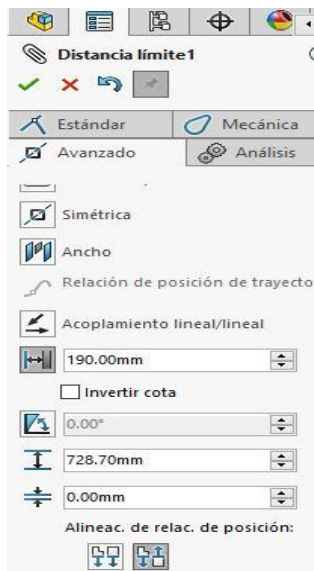 Distancia límite1
Estándar
Mecánica
Avanzado
Análisis
Simétrica
Ancho
Relación de posición de trayecto
Acoplamiento lineal/lineal
190.00mm
Invertir cota
0.00°
728.70mm
0.00mm
Alineac. de relac. de posición: